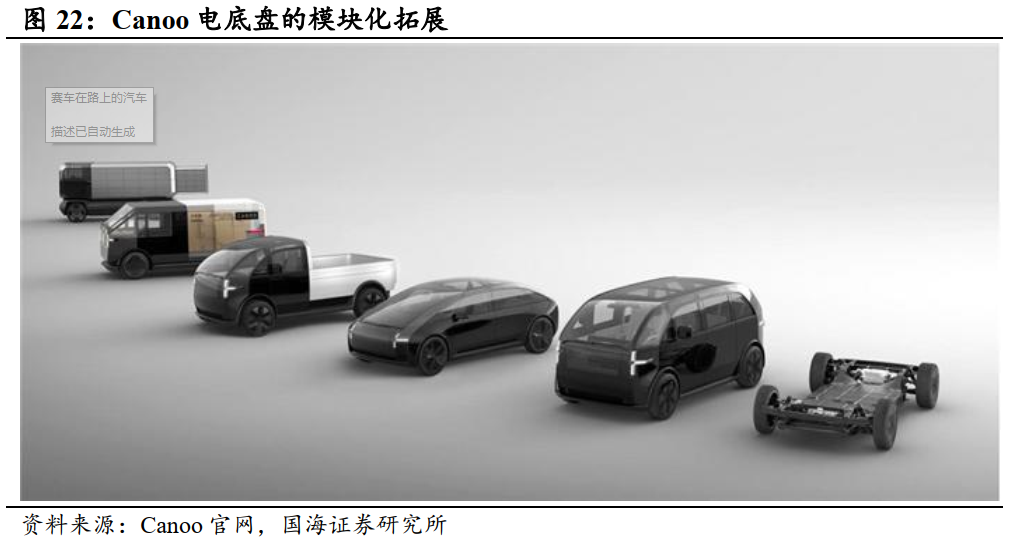 图 22：Canoo 电底盘的模块化拓展
赛车在路上的汽车
描述已自动生成
CANOO
资料来源：Canoo 官网，国海证券研究所